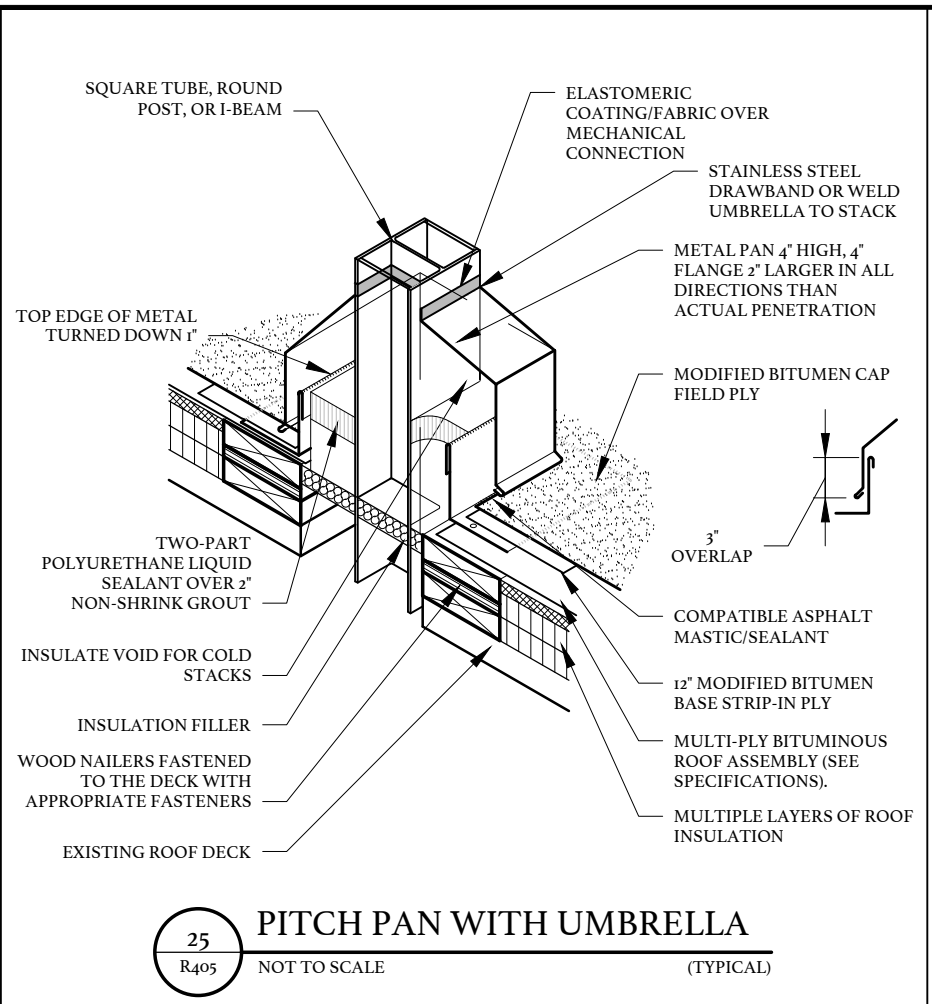 SQUARE TUBE, ROUND
POST, OR I-BEAM
ELASTOMERIC
COATING/FABRIC OVER
MECHANICAL
CONNECTION
STAINLESS STEEL
DRAWBAND OR WELD
UMBRELLA TO STACK
METAL PAN 4" HIGH, 4"
FLANGE 2" LARGER IN ALL
DIRECTIONS THAN
ACTUAL PENETRATION
TOP EDGE OF METAL
TURNED DOWN 1"
MODIFIED BITUMEN CAP
FIELD PLY
3"
OVERLAP
TWO-PART
POLYURETHANE LIQUID
SEALANT OVER 2"
NON-SHRINK GROUT
COMPATIBLE ASPHALT
MASTIC/SEALANT
INSULATE VOID FOR COLD
STACKS
12" MODIFIED BITUMEN
BASE STRIP-IN PLY
INSULATION FILLER
MULTI-PLY BITUMINOUS
ROOF ASSEMBLY (SEE
SPECIFICATIONS).
WOOD NAILERS FASTENED
TO THE DECK WITH
APPROPRIATE FASTENERS
MULTIPLE LAYERS OF ROOF
INSULATION
EXISTING ROOF DECK
25
R405
PITCH PAN WITH UMBRELLA
NOT TO SCALE
(TYPICAL)